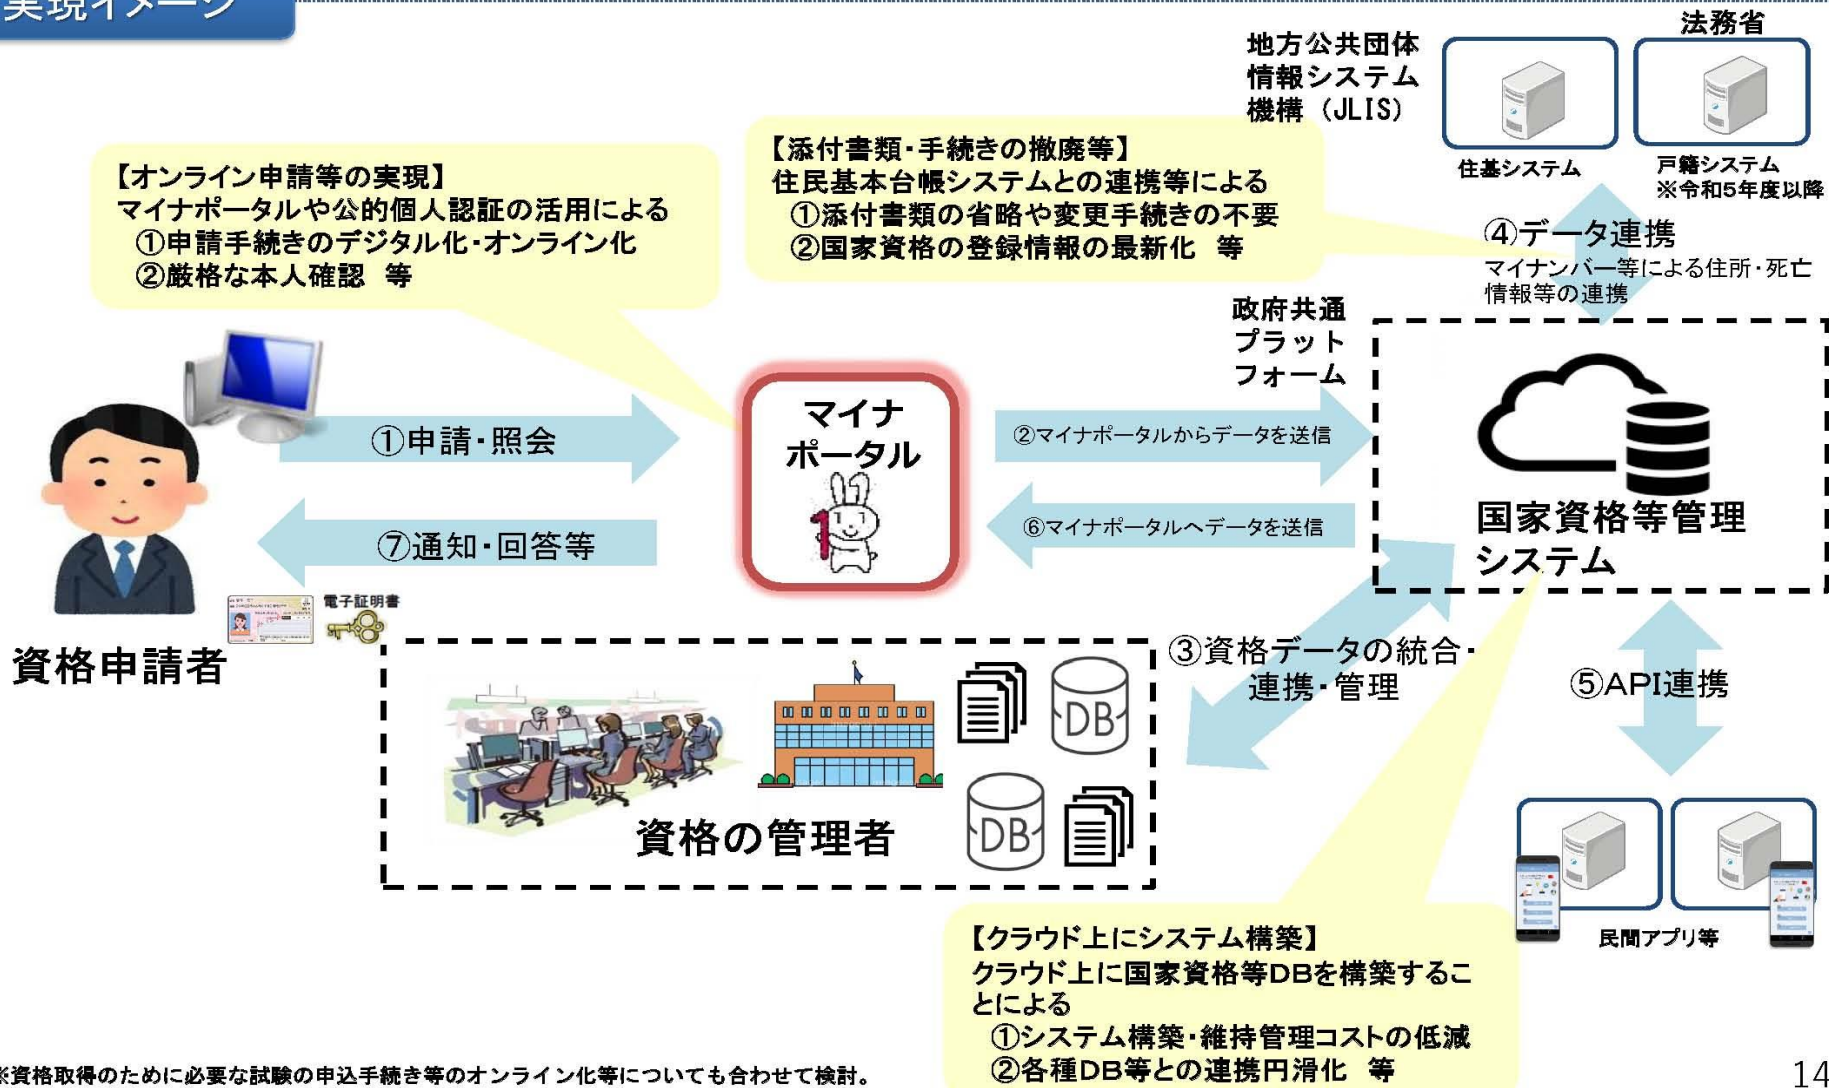 実現イメージ
法務省
地方公共団体
情報システム
機構（JLIS）
住基システム
戸籍システム
※令和5年度以降
【オンライン申請等の実現】
マイナポータルや公的個人認証の活用による
①申請手続きのデジタル化・オンライン化
②厳格な本人確認　等
【添付書類・手続きの撤廃等】
住民基本台帳システムとの連携等による
①添付書類の省略や変更手続きの不要
②国家資格の登録情報の最新化　等
④データ連携
マイナンバー等による住所・死亡
情報等の連携
政府共通
プラット
フォーム
①申請・照会
マイナ
ポータル
1
②マイナポータルからデータを送信
⑥マイナポータルへデータを送信
⑦通知・回答等
国家資格等管理
システム
電子証明書
資格申請者
③資格データの統合・
連携・管理
⑤API連携
DB
DB
資格の管理者
民間アプリ等
【クラウド上にシステム構築】
クラウド上に国家資格等DBを構築するこ
とによる
①システム構築・維持管理コストの低減
②各種DB等との連携円滑化　等
※資格取得のために必要な試験の申込手続き等のオンライン化等についても合わせて検討。
14